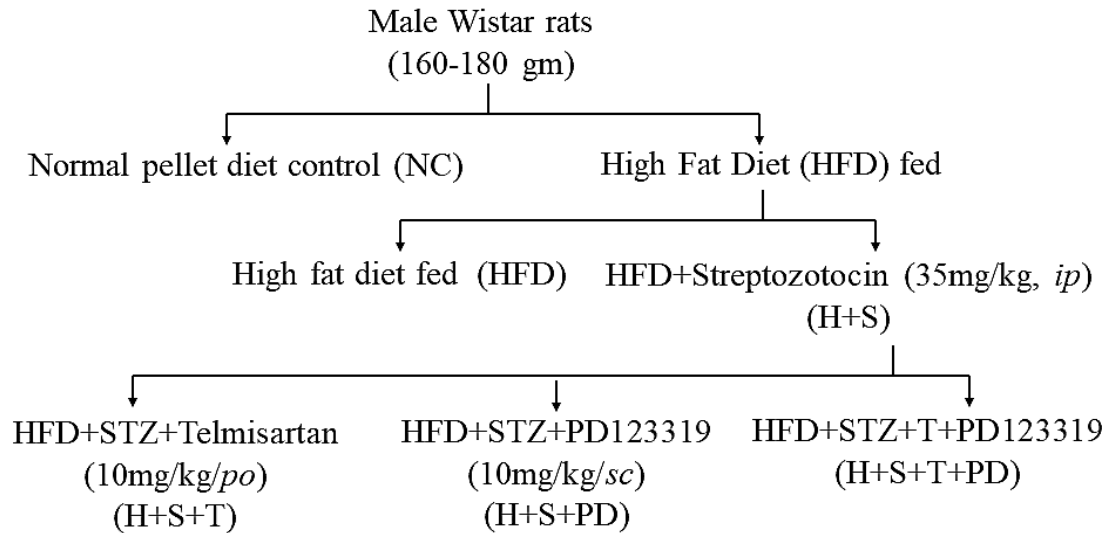 Male Wistar rats
(160-180 gm)
Normal pellet diet control (NC)
High Fat Diet (HFD) fed
High fat diet fed (HFD)
HFD+Streptozotocin (35mg/kg, ip)
(H+S)
HFD+STZ+Telmisartan
(10mg/kg/po)
(H+S+T)
HFD+STZ+PD123319
(10mg/kg/sc)
(H+S+PD)
HFD+STZ+T+PD123319
(H+S+T+PD)